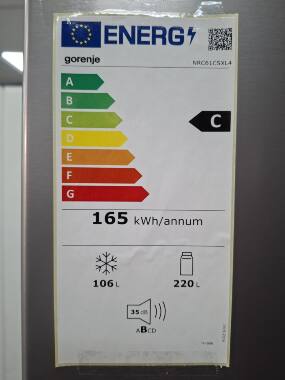 ENERG
gorenje
NRC61CSXL4
A
B
C
D
E
F
G
C
165 kWh/annum
106 L
220 L
35 dB
ABCD